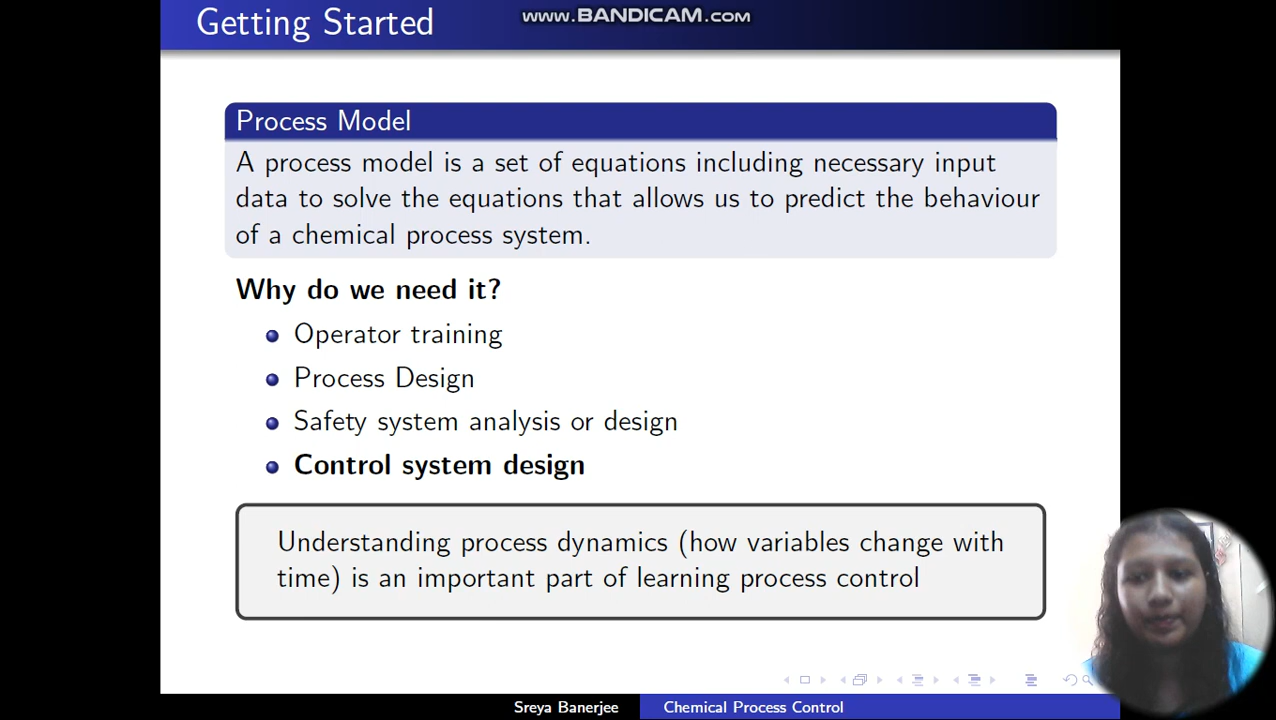 Getting Started
www.BANDICAM.com
Process Model
A process model is a set of equations including necessary input
data to solve the equations that allows us to predict the behaviour
of a chemical process system.
Why do we need it?
Operator training
Process Design
Safety system analysis or design
Control system design
Understanding process dynamics (how variables change with
time) is an important part of learning process control
Sreya Banerjee
Chemical Process Control